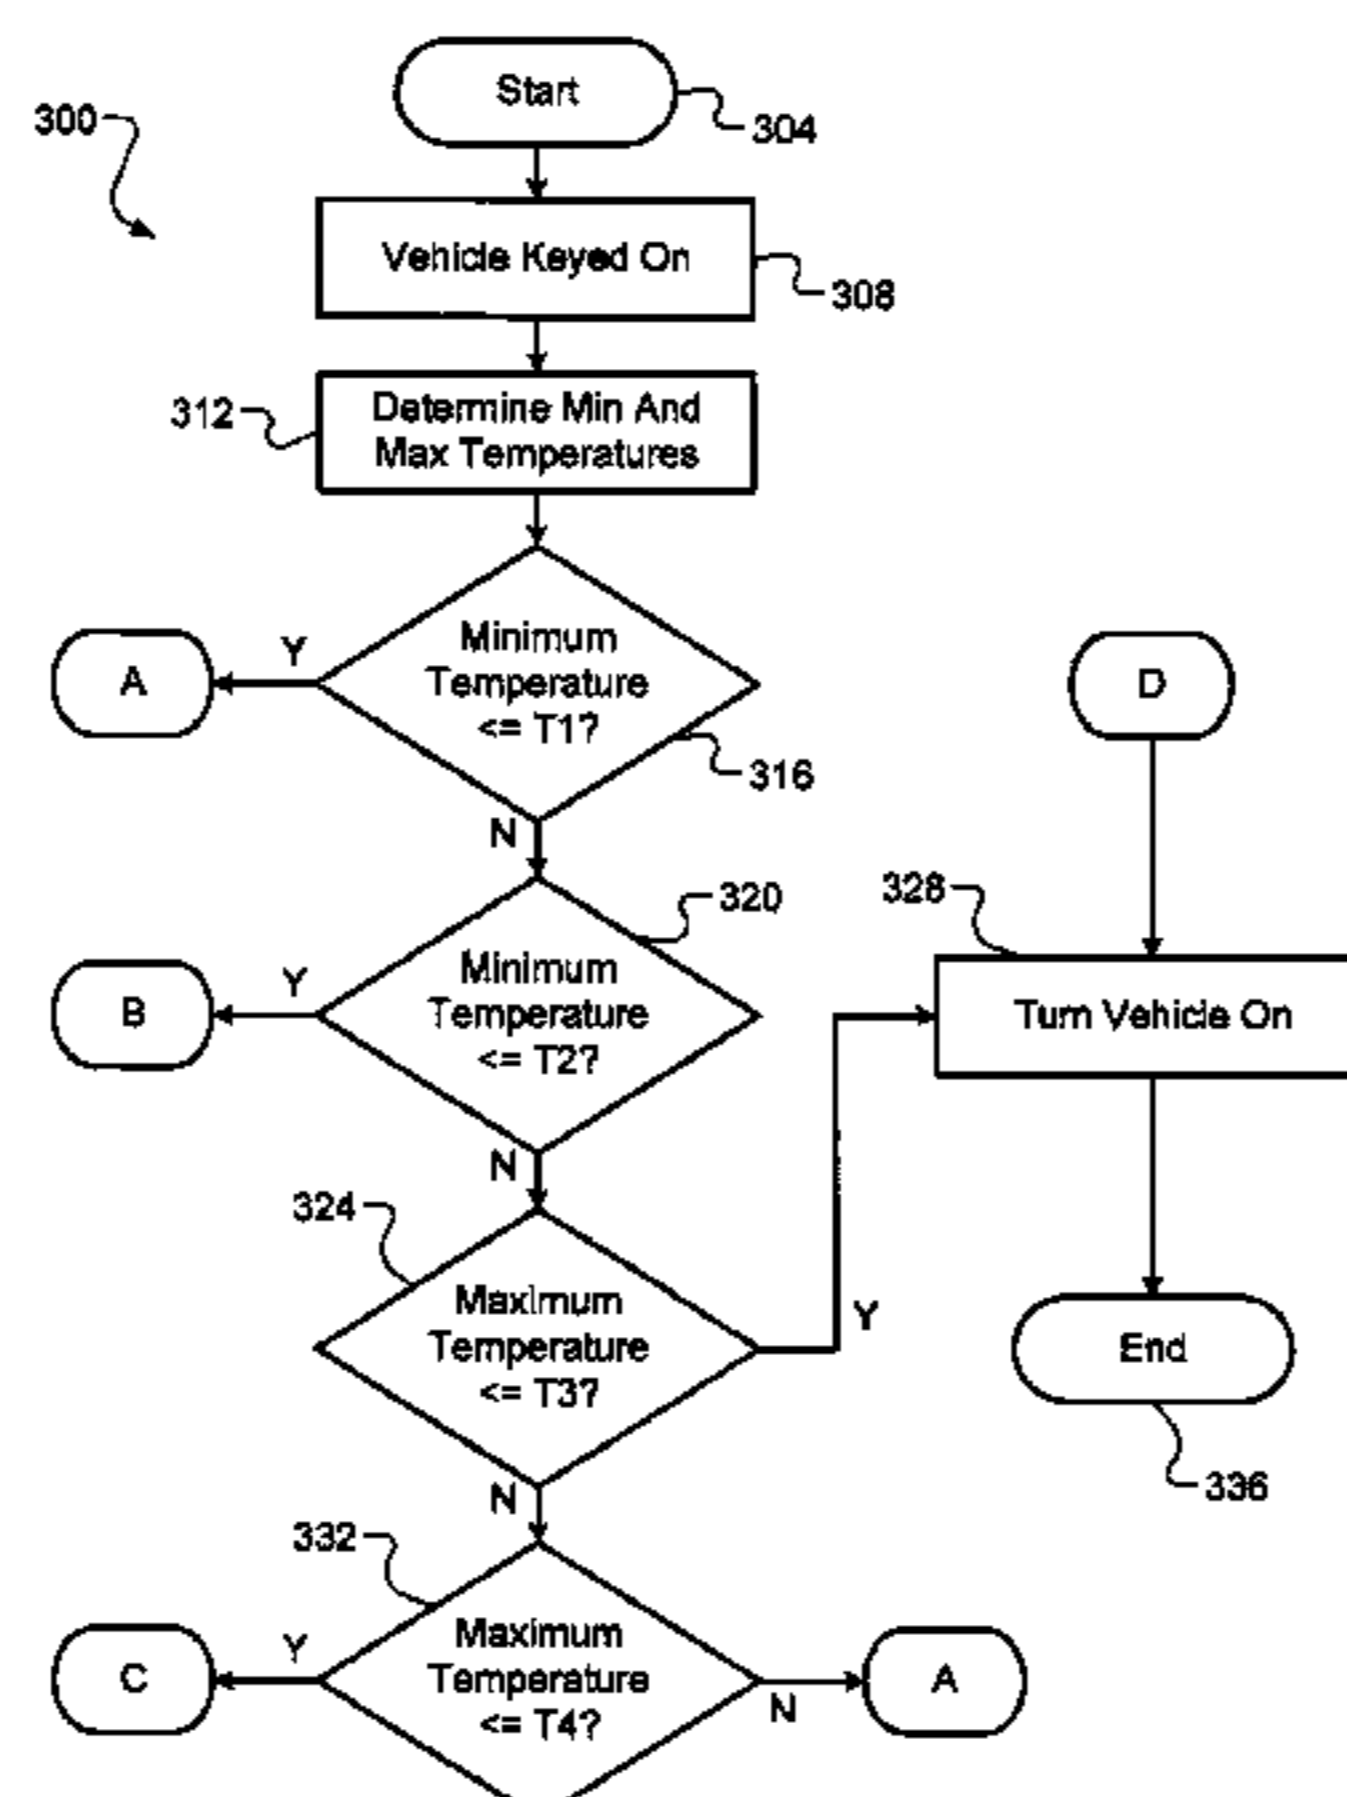 Start
304
300
Vehicle Keyed On
308
312
Determine Min And
Max Temperatures
A
Y
Minimum
Temperature
<= T1?
316
D
N
320
328
B
Y
Minimum
Temperature
<= T2?
Turn Vehicle On
N
324
Maximum
Temperature
<= T3?
Y
End
336
N
332
C
Y
Maximum
Temperature
<= T4?
N
A